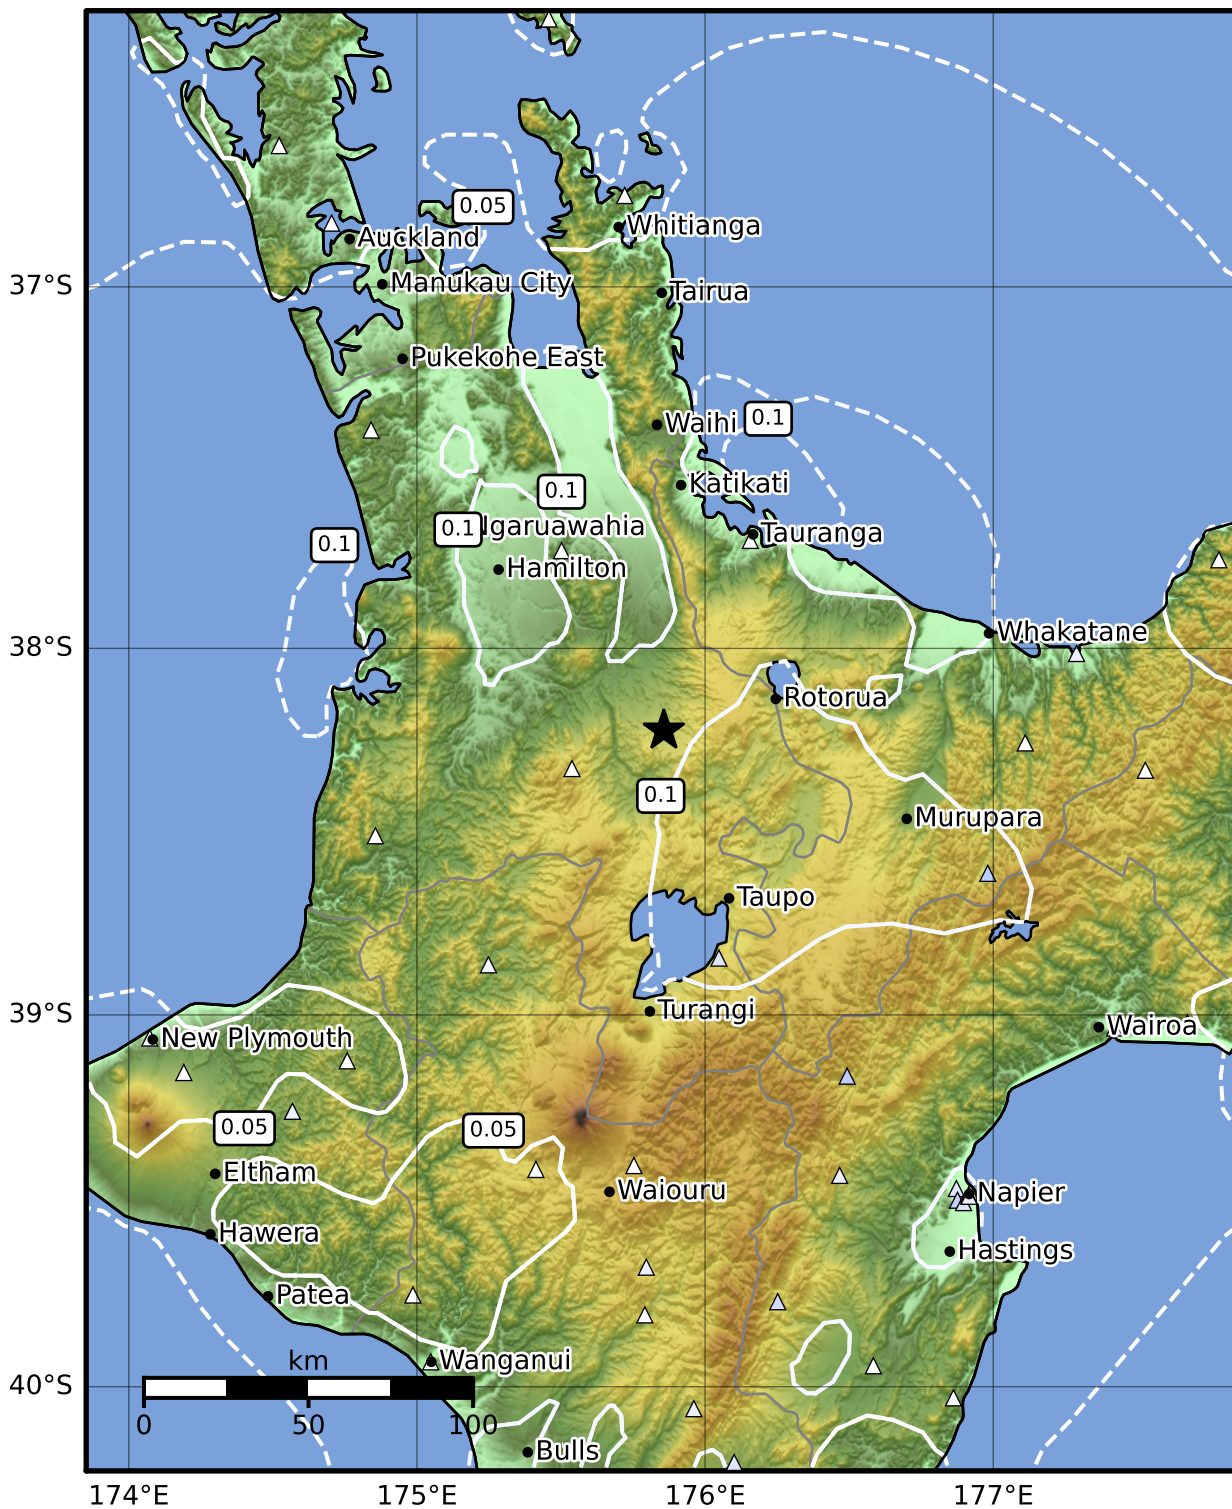 0.05
Whitianga
Auckland
37°S
Manukau City
Tairua
Pukekohe East
0.1
Waihi
Katikati
0.1
0.1
Tauranga
0.1
Hamilton
38°S
Whakatane
Rotorua
0.1
Murupara
Taupo
39°S
Turangi
Wairoa
New Plymouth
0.05
0.05
Eltham
Waiouru
Napier
Hawera
Hastings
Patea
km
Wanganui
40°S
0
50
100
Bulls
174°E
175°E
176°E
177°E